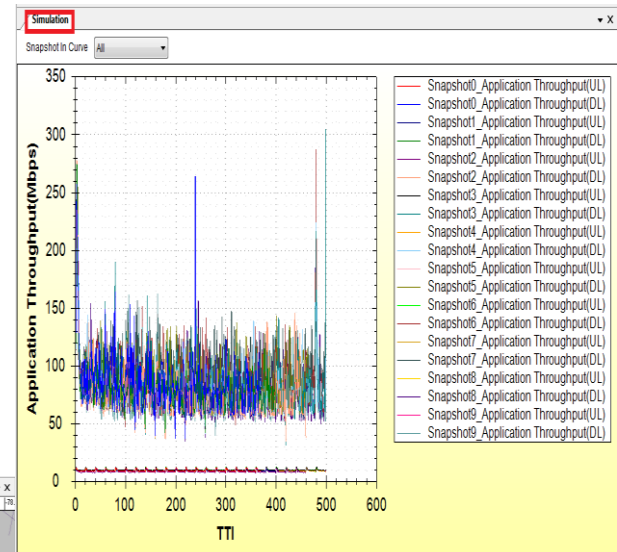 Simulation
Snapshot In Curve All
Application Throughput(Mbps)
350
300
250
200
150
100
50
0
0 100 200 300 400 500 600
TTI
Snapshot0_Application Throughput(UL)
Snapshot0_Application Throughput(DL)
Snapshot1_Application Throughput(UL)
Snapshot1_Application Throughput(DL)
Snapshot2_Application Throughput(UL)
Snapshot2_Application Throughput(DL)
Snapshot3_Application Throughput(UL)
Snapshot3_Application Throughput(DL)
Snapshot4_Application Throughput(UL)
Snapshot4_Application Throughput(DL)
Snapshot5_Application Throughput(UL)
Snapshot5_Application Throughput(DL)
Snapshot6_Application Throughput(UL)
Snapshot6_Application Throughput(DL)
Snapshot7_Application Throughput(UL)
Snapshot7_Application Throughput(DL)
Snapshot8_Application Throughput(UL)
Snapshot8_Application Throughput(DL)
Snapshot9_Application Throughput(UL)
Snapshot9_Application Throughput(DL)